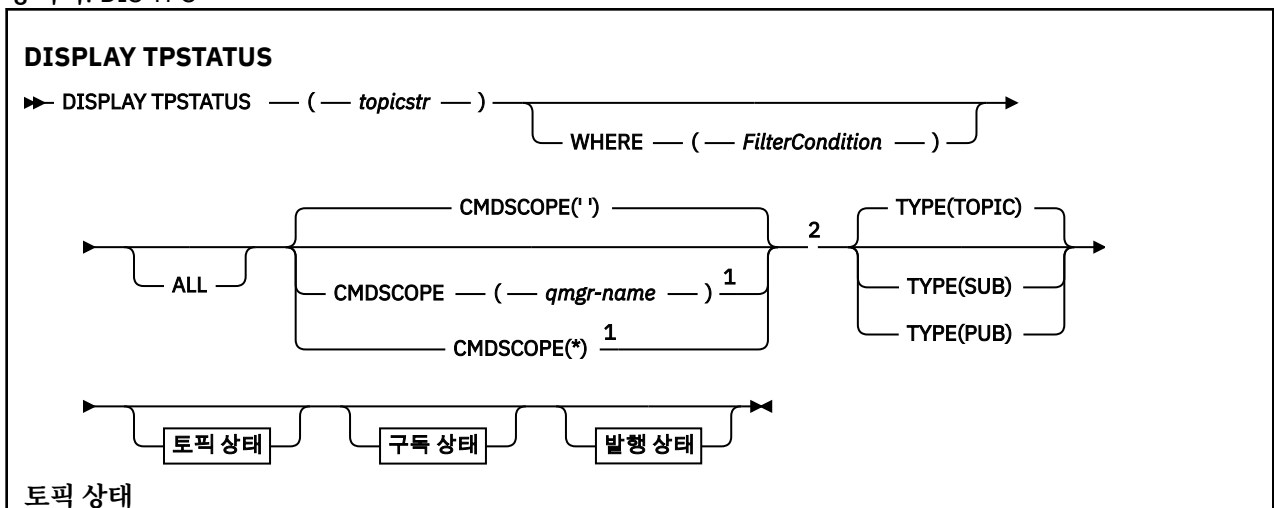 DISPLAY TPSTATUS
DISPLAY TPSTATUS ( topicstr )
WHERE ( FilterCondition )
CMDSCOPE(' ')
TYPE(TOPIC)
2
ALL
CMDSCOPE ( qmgr-name ) 1
TYPE(SUB)
CMDSCOPE(*) 1
TYPE(PUB)
토픽 상태
구독 상태
발행 상태
토픽 상태